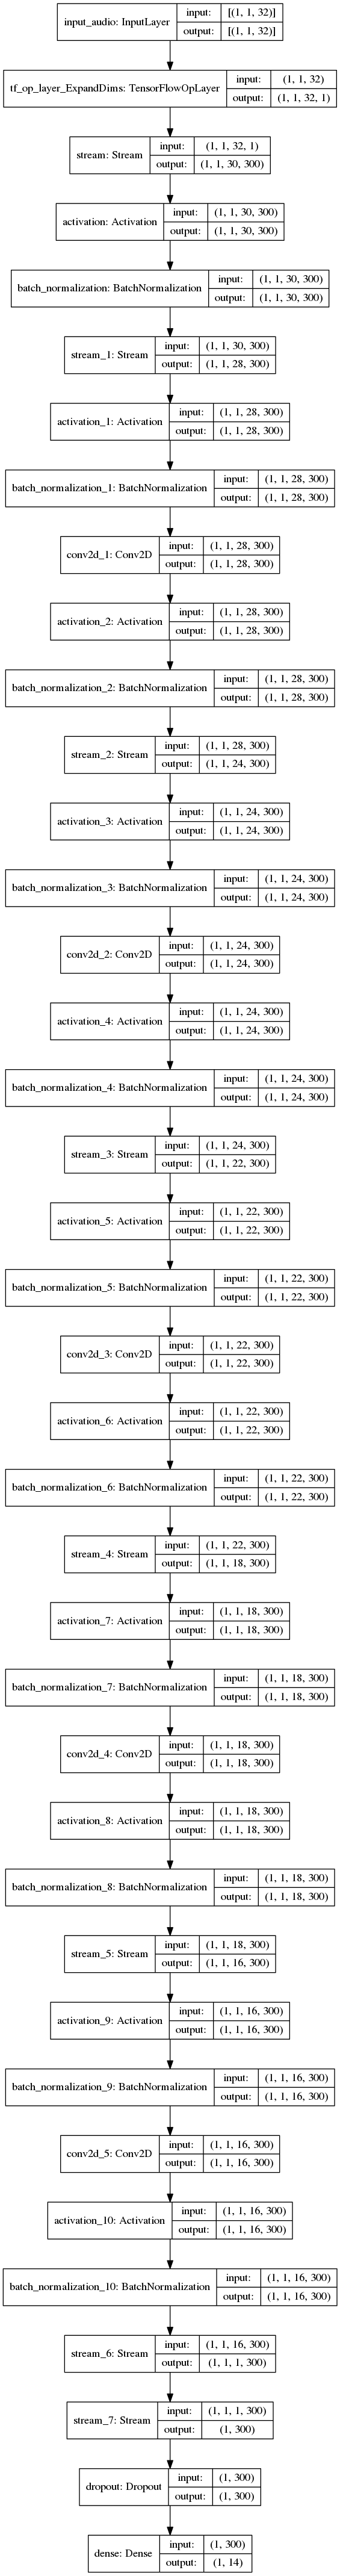 input_audio: InputLayer input: [(1, 1, 32)]
output: [(1, 1, 32)]
tf_op_layer_ExpandDims: TensorFlowOpLayer input: (1, 1, 32)
output: (1, 1, 32, 1)
stream: Stream input: (1, 1, 32, 1)
output: (1, 1, 30, 300)
activation: Activation input: (1, 1, 30, 300)
output: (1, 1, 30, 300)
batch_normalization: BatchNormalization input: (1, 1, 30, 300)
output: (1, 1, 30, 300)
stream_1: Stream input: (1, 1, 30, 300)
output: (1, 1, 28, 300)
activation_1: Activation input: (1, 1, 28, 300)
output: (1, 1, 28, 300)
batch_normalization_1: BatchNormalization input: (1, 1, 28, 300)
output: (1, 1, 28, 300)
conv2d_1: Conv2D input: (1, 1, 28, 300)
output: (1, 1, 28, 300)
activation_2: Activation input: (1, 1, 28, 300)
output: (1, 1, 28, 300)
batch_normalization_2: BatchNormalization input: (1, 1, 28, 300)
output: (1, 1, 28, 300)
stream_2: Stream input: (1, 1, 28, 300)
output: (1, 1, 24, 300)
activation_3: Activation input: (1, 1, 24, 300)
output: (1, 1, 24, 300)
batch_normalization_3: BatchNormalization input: (1, 1, 24, 300)
output: (1, 1, 24, 300)
conv2d_2: Conv2D input: (1, 1, 24, 300)
output: (1, 1, 24, 300)
activation_4: Activation input: (1, 1, 24, 300)
output: (1, 1, 24, 300)
batch_normalization_4: BatchNormalization input: (1, 1, 24, 300)
output: (1, 1, 24, 300)
stream_3: Stream input: (1, 1, 24, 300)
output: (1, 1, 22, 300)
activation_5: Activation input: (1, 1, 22, 300)
output: (1, 1, 22, 300)
batch_normalization_5: BatchNormalization input: (1, 1, 22, 300)
output: (1, 1, 22, 300)
conv2d_3: Conv2D input: (1, 1, 22, 300)
output: (1, 1, 22, 300)
activation_6: Activation input: (1, 1, 22, 300)
output: (1, 1, 22, 300)
batch_normalization_6: BatchNormalization input: (1, 1, 22, 300)
output: (1, 1, 22, 300)
stream_4: Stream input: (1, 1, 22, 300)
output: (1, 1, 18, 300)
activation_7: Activation input: (1, 1, 18, 300)
output: (1, 1, 18, 300)
batch_normalization_7: BatchNormalization input: (1, 1, 18, 300)
output: (1, 1, 18, 300)
conv2d_4: Conv2D input: (1, 1, 18, 300)
output: (1, 1, 18, 300)
activation_8: Activation input: (1, 1, 18, 300)
output: (1, 1, 18, 300)
batch_normalization_8: BatchNormalization input: (1, 1, 18, 300)
output: (1, 1, 18, 300)
stream_5: Stream input: (1, 1, 18, 300)
output: (1, 1, 16, 300)
activation_9: Activation input: (1, 1, 16, 300)
output: (1, 1, 16, 300)
batch_normalization_9: BatchNormalization input: (1, 1, 16, 300)
output: (1, 1, 16, 300)
conv2d_5: Conv2D input: (1, 1, 16, 300)
output: (1, 1, 16, 300)
activation_10: Activation input: (1, 1, 16, 300)
output: (1, 1, 16, 300)
batch_normalization_10: BatchNormalization input: (1, 1, 16, 300)
output: (1, 1, 16, 300)
stream_6: Stream input: (1, 1, 16, 300)
output: (1, 1, 1, 300)
stream_7: Stream input: (1, 1, 1, 300)
output: (1, 300)
dropout: Dropout input: (1, 300)
output: (1, 300)
dense: Dense input: (1, 300)
output: (1, 14)